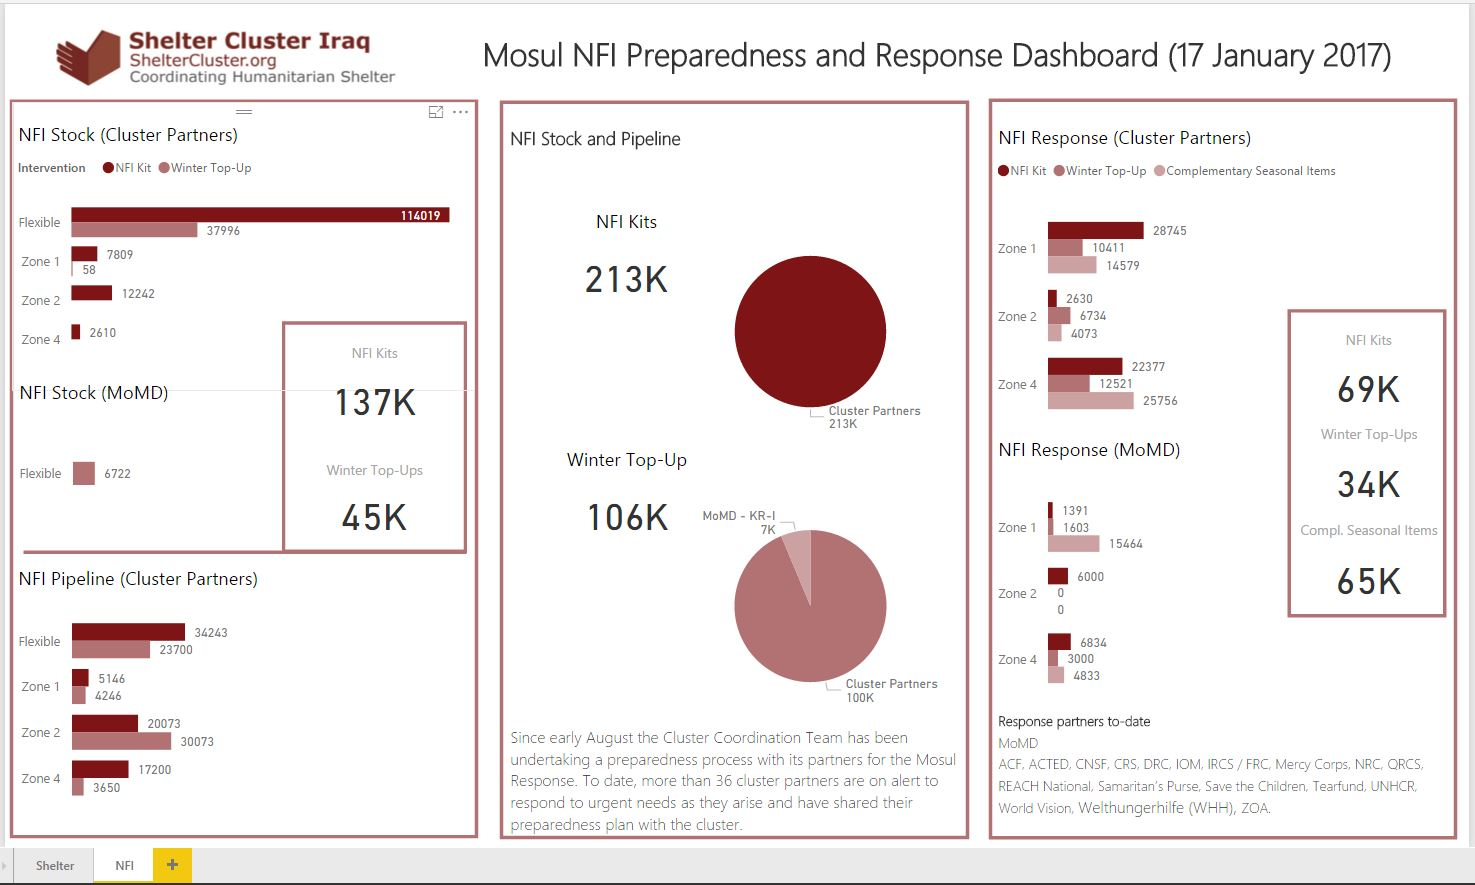 Shelter Cluster Iraq
ShelterCluster.org
Coordinating Humanitarian Shelter
Mosul NFI Preparedness and Response Dashboard (17 January 2017)
NFI Stock (Cluster Partners)
Intervention NFI Kit Winter Top-Up
Flexible
114019
37996
Zone 1
7809
58
Zone 2
12242
Zone 4
2610
NFI Stock (MoMD)
Flexible
6722
NFI Kits
137K
Winter Top-Ups
45K
NFI Pipeline (Cluster Partners)
Flexible
34243
23700
Zone 1
5146
4246
Zone 2
20073
30073
Zone 4
17200
3650
NFI Stock and Pipeline
NFI Kits
213K
Cluster Partners
213K
Winter Top-Up
106K
MoMD - KR-I
7K
Cluster Partners
100K
Since early August the Cluster Coordination Team has been
undertaking a preparedness process with its partners for the Mosul
Response. To date, more than 36 cluster partners are on alert to
respond to urgent needs as they arise and have shared their
preparedness plan with the cluster.
NFI Response (Cluster Partners)
NFI Kit Winter Top-Up Complementary Seasonal Items
Zone 1
28745
10411
14579
Zone 2
2630
6734
4073
Zone 4
22377
12521
25756
NFI Response (MoMD)
Zone 1
1391
1603
15464
Zone 2
6000
0
0
Zone 4
6834
3000
4833
NFI Kits
69K
Winter Top-Ups
34K
Compl. Seasonal Items
65K
Response partners to-date
MoMD
ACF, ACTED, CNSF, CRS, DRC, IOM, IRCS / FRC, Mercy Corps, NRC, QRCS,
REACH National, Samaritan's Purse, Save the Children, Tearfund, UNHCR,
World Vision, Welthungerhilfe (WHH), ZOA.
Shelter
NFI